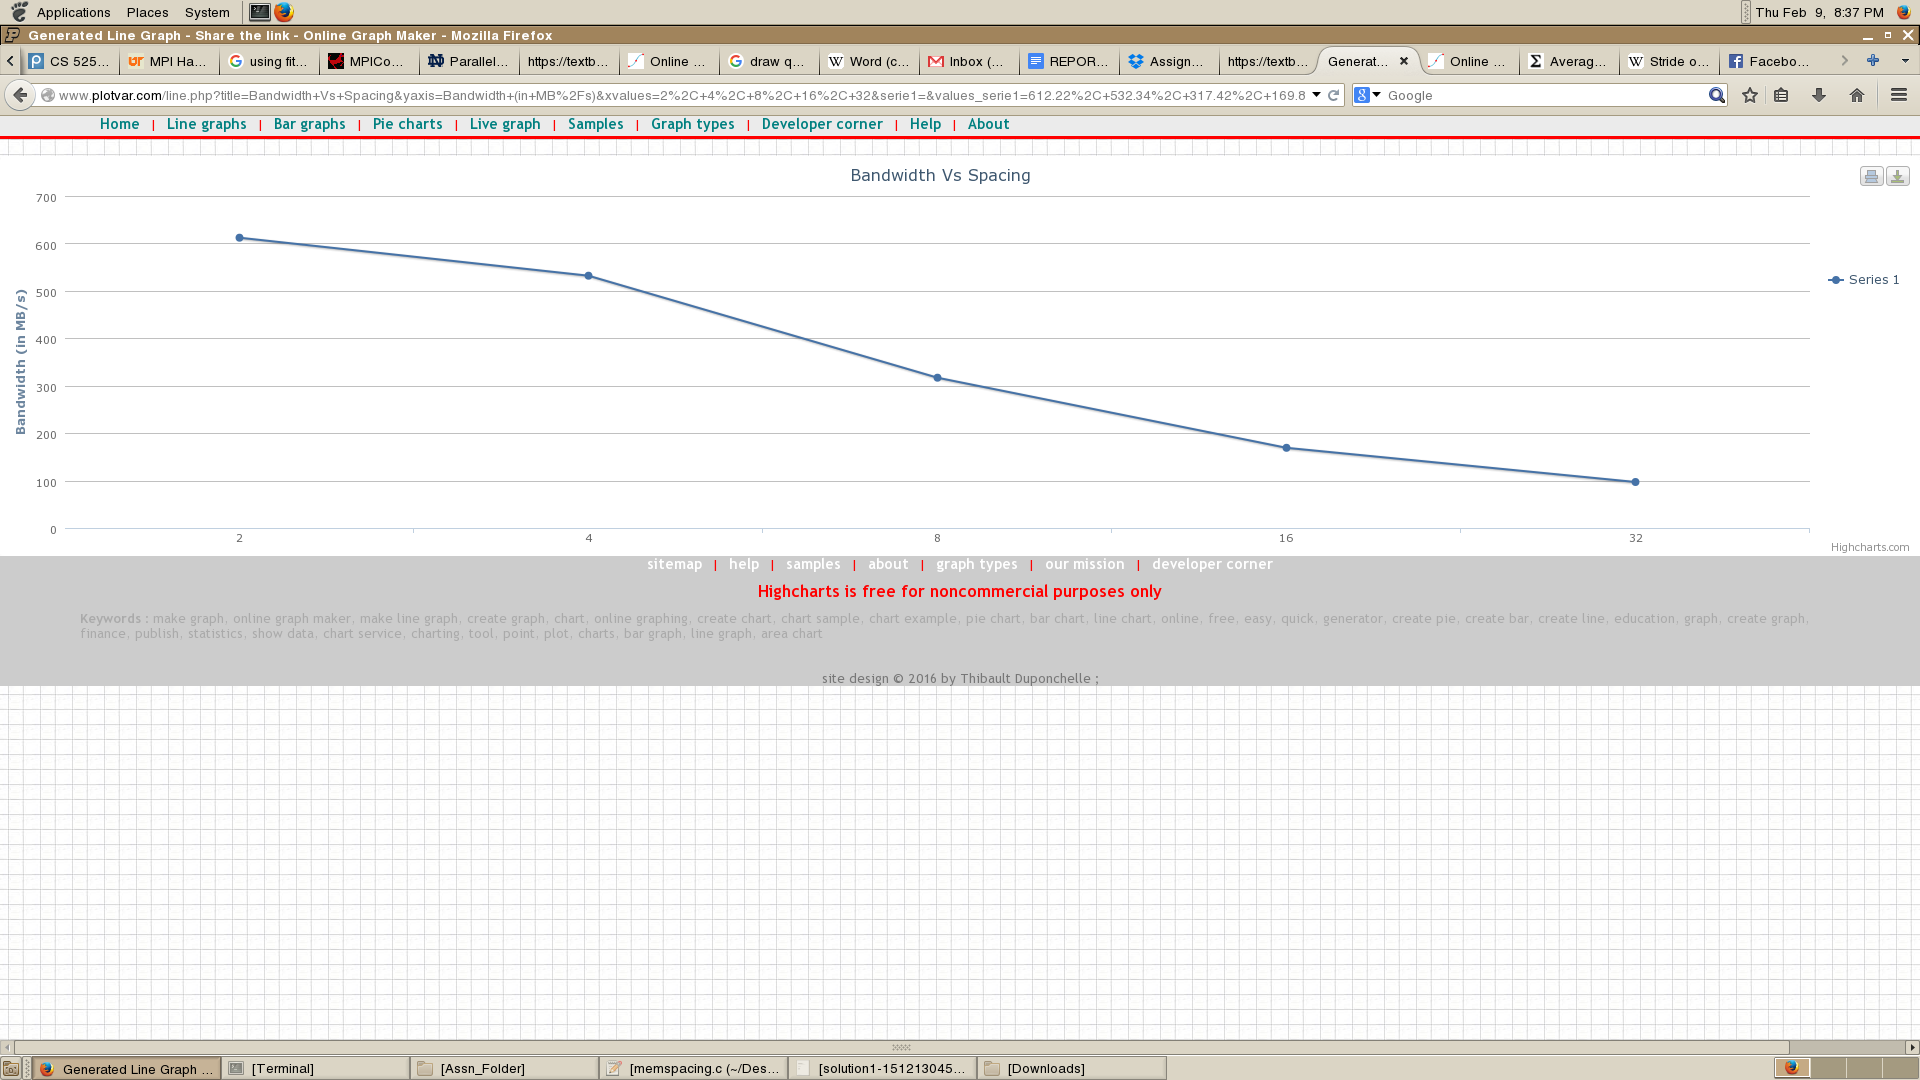 Applications Places System Thu Feb 9, 8:37 PM
Generated Line Graph - Share the link - Online Graph Maker - Mozilla Firefox
CS 525... MPI Ha... using fit... MPICo... Parallel... https://textb... Online ... draw q... Word (c... Inbox (... REPOR... Assign... https://textb... Generat... Online ... Averag... Stride o... Facebo...
www.plotvar.com/line.php?title=Bandwidth+Vs+Spacing&yaxis=Bandwidth+(in+MB%2Fs)&xvalues=2%2C+4%2C+8%2C+16%2C+32&serie1=&values_serie1=612.22%2C+532.34%2C+317.42%2C+169.8 Google
Home | Line graphs | Bar graphs | Pie charts | Live graph | Samples | Graph types | Developer corner | Help | About
Bandwidth Vs Spacing
700
600
500
400
300
200
100
0
Bandwidth (in MB/s)
Series 1
2 4 8 16 32
Highcharts.com
sitemap | help | samples | about | graph types | our mission | developer corner
Highcharts is free for noncommercial purposes only
Keywords : make graph, online graph maker, make line graph, create graph, chart, online graphing, create chart, chart sample, chart example, pie chart, bar chart, line chart, online, free, easy, quick, generator, create pie, create bar, create line, education, graph, create graph,
finance, publish, statistics, show data, chart service, charting, tool, point, plot, charts, bar graph, line graph, area chart
site design © 2016 by Thibault Duponchelle ;
Generated Line Graph ... [Terminal] [Assn_Folder] [memspacing.c (~/Des... [solution1-151213045... [Downloads]